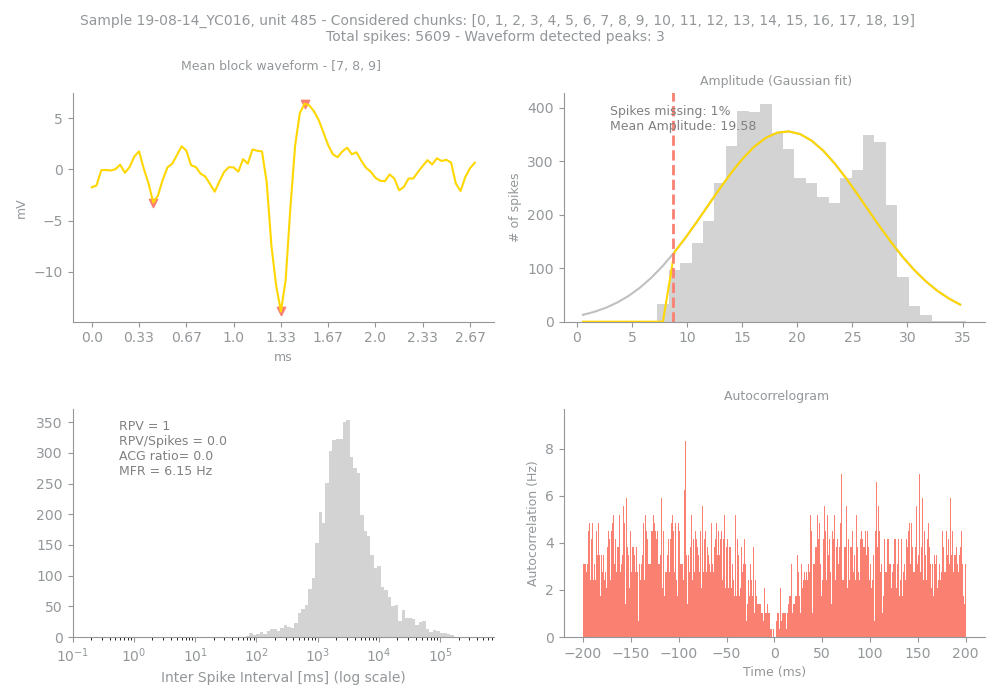 Sample 19-08-14_YC016, unit 485 - Considered chunks: [0, 1, 2, 3, 4, 5, 6, 7, 8, 9, 10, 11, 12, 13, 14, 15, 16, 17, 18, 19]
Total spikes: 5609 - Waveform detected peaks: 3
Mean block waveform - [7, 8, 9]
5
0
−5
−10
mV
0.0 0.33 0.67 1.0 1.33 1.67 2.0 2.33 2.67
ms
Amplitude (Gaussian fit)
Spikes missing: 1%
Mean Amplitude: 19.58
400
300
200
100
0
# of spikes
0 5 10 15 20 25 30 35
RPV = 1
RPV/Spikes = 0.0
ACG ratio= 0.0
MFR = 6.15 Hz
350
300
250
200
150
100
50
0
10⁻¹ 10⁰ 10¹ 10² 10³ 10⁴ 10⁵
Inter Spike Interval [ms] (log scale)
Autocorrelogram
8
6
4
2
0
Autocorrelation (Hz)
−200 −150 −100 −50 0 50 100 150 200
Time (ms)